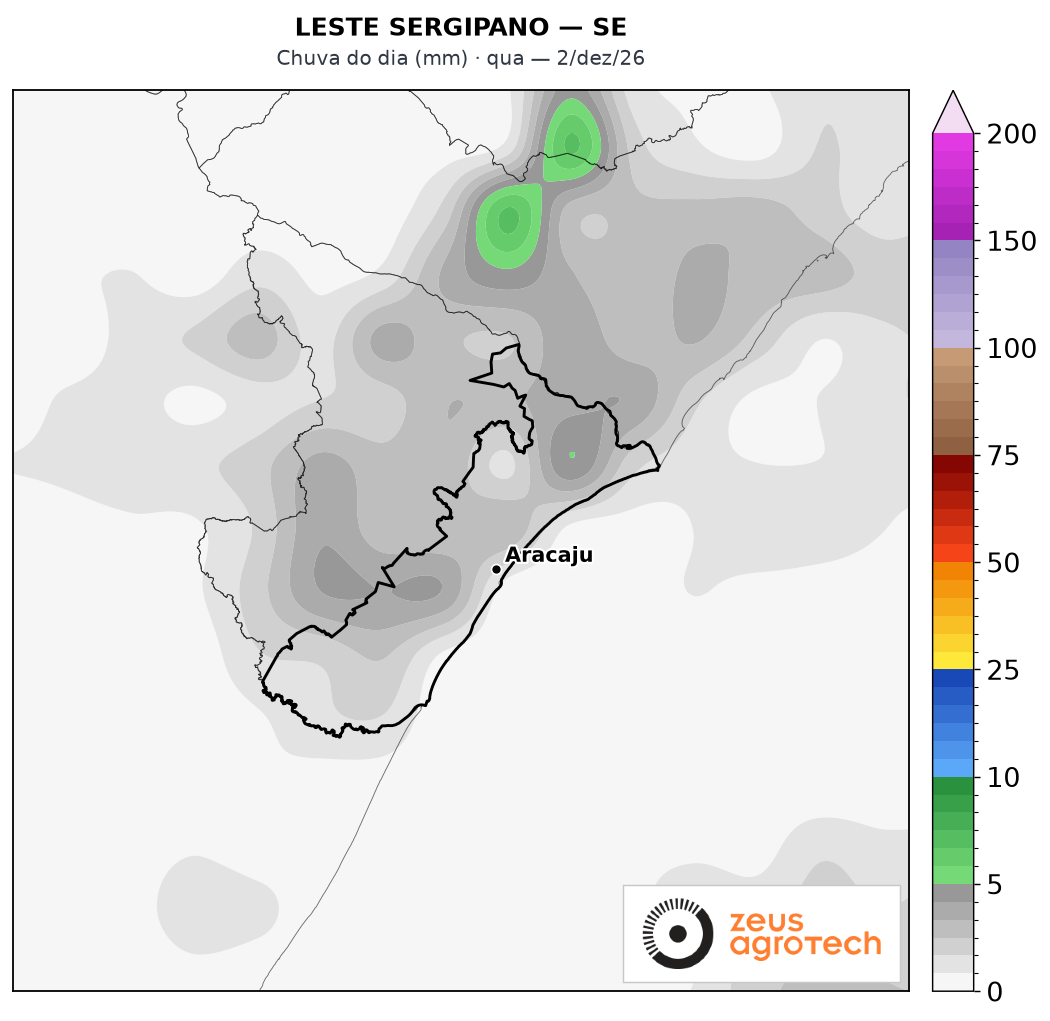 LESTE SERGIPANO — SE
Chuva do dia (mm) · qua — 2/dez/26
200
150
100
75
50
25
10
5
0
Aracaju
zeus
agrotech